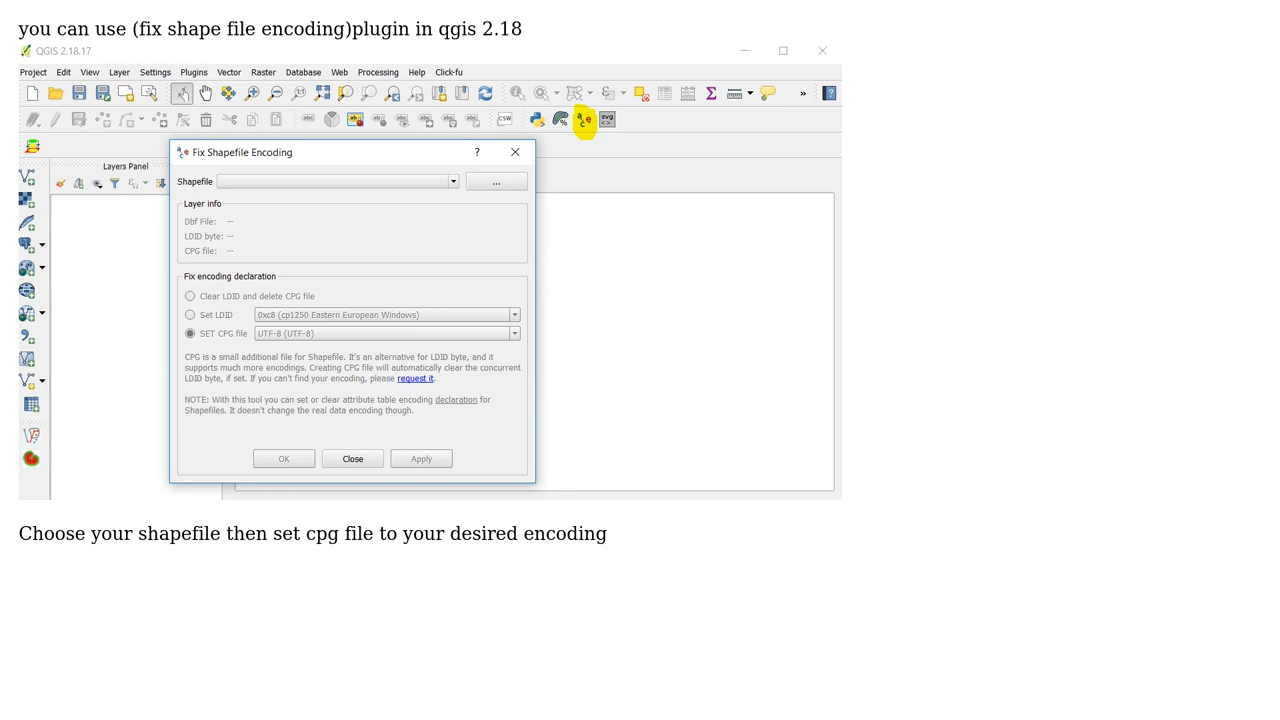 you can use (fix shape file encoding)plugin in qgis 2.18
QGIS 2.18.17
Project Edit View Layer Settings Plugins Vector Raster Database Web Processing Help Click-fu
CSW
svg
Layers Panel
Fix Shapefile Encoding
?
Shapefile
...
Layer info
Dbf File: --
LDID byte: --
CPG file: --
Fix encoding declaration
Clear LDID and delete CPG file
Set LDID 0xc8 (cp1250 Eastern European Windows)
SET CPG file UTF-8 (UTF-8)
CPG is a small additional file for Shapefile. It's an alternative for LDID byte, and it
supports much more encodings. Creating CPG file will automatically clear the concurrent
LDID byte, if set. If you can't find your encoding, please request it.
NOTE: With this tool you can set or clear attribute table encoding declaration for
Shapefiles. It doesn't change the real data encoding though.
OK Close Apply
Choose your shapefile then set cpg file to your desired encoding